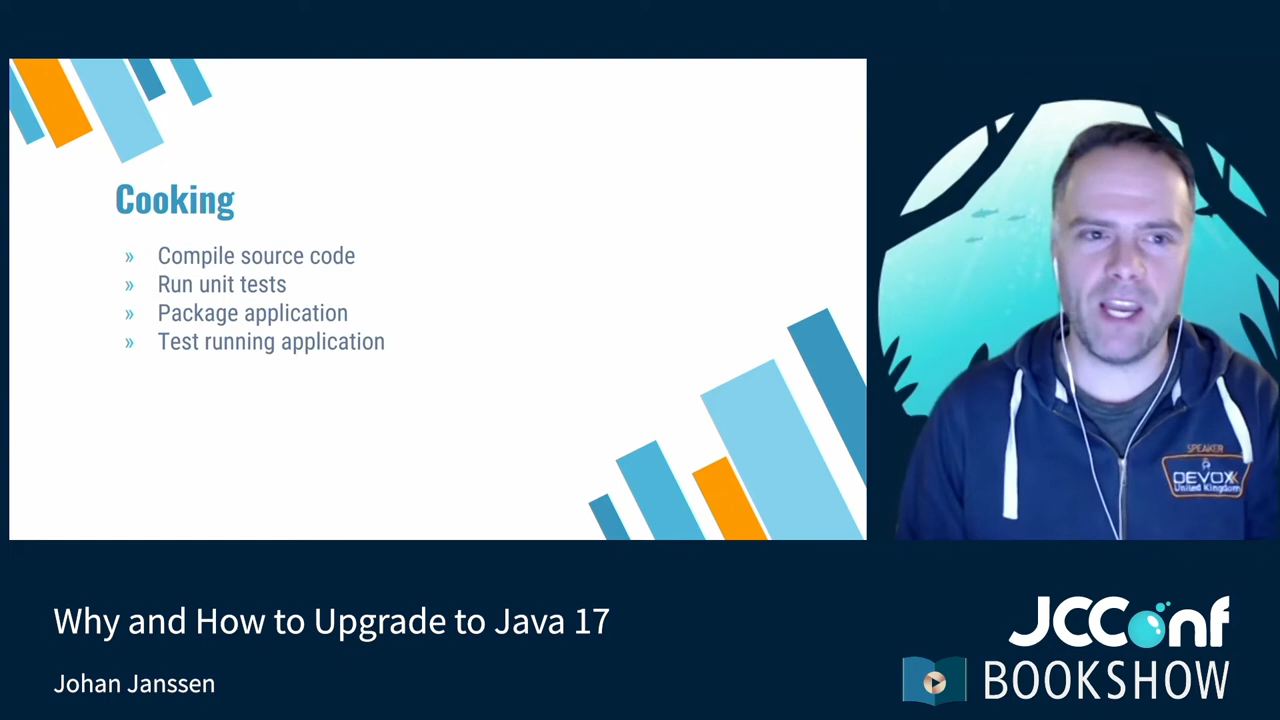 Cooking
» Compile source code
» Run unit tests
» Package application
» Test running application
SPEAKER
DEVOXX
United Kingdom
Why and How to Upgrade to Java 17
Johan Janssen
JCConf
BOOKSHOW